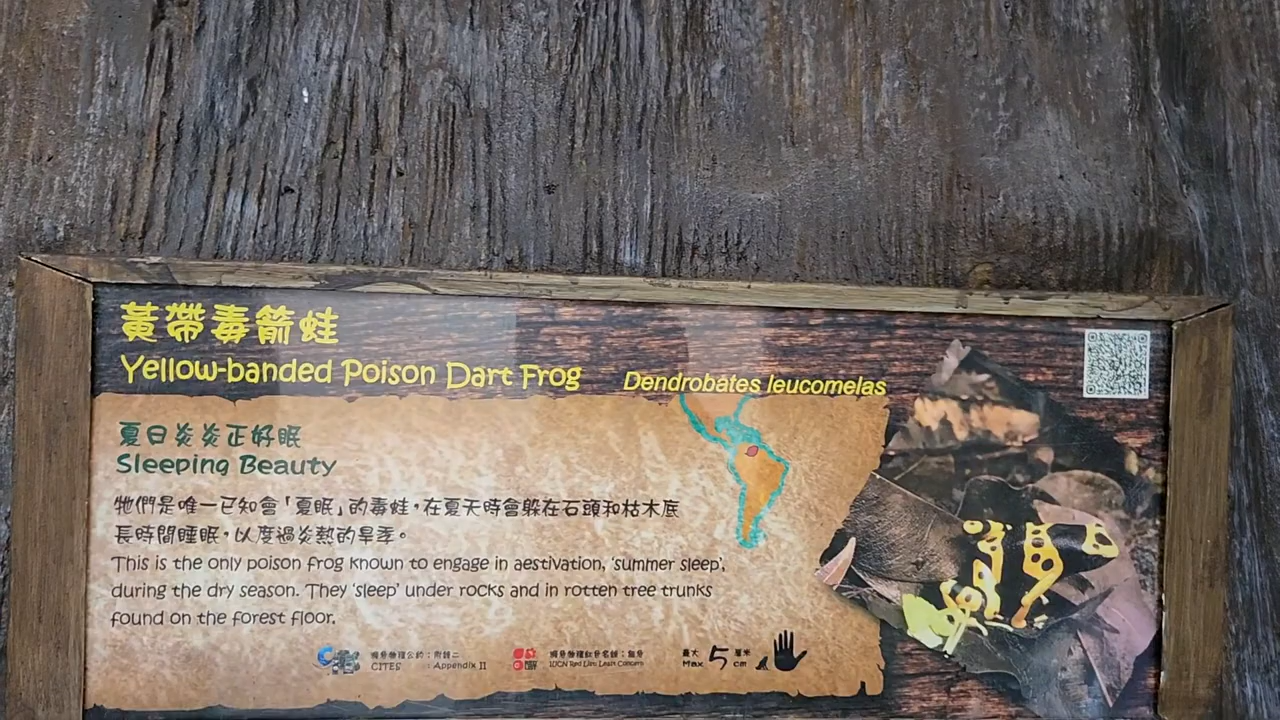 黃帶毒箭蛙
Yellow-banded Poison Dart Frog
Dendrobates leucomelas
夏日炎炎正好眠
Sleeping Beauty
牠們是唯一已知會「夏眠」的毒蛙，在夏天時會躲在石頭和枯木底
長時間睡眠，以度過炎熱的旱季。
This is the only poison frog known to engage in aestivation, ‘summer sleep’,
during the dry season. They ‘sleep’ under rocks and in rotten tree trunks
found on the forest floor.
CITES : Appendix II
IUCN Red List: Least Concern
最大 5 厘米
Max 5 cm